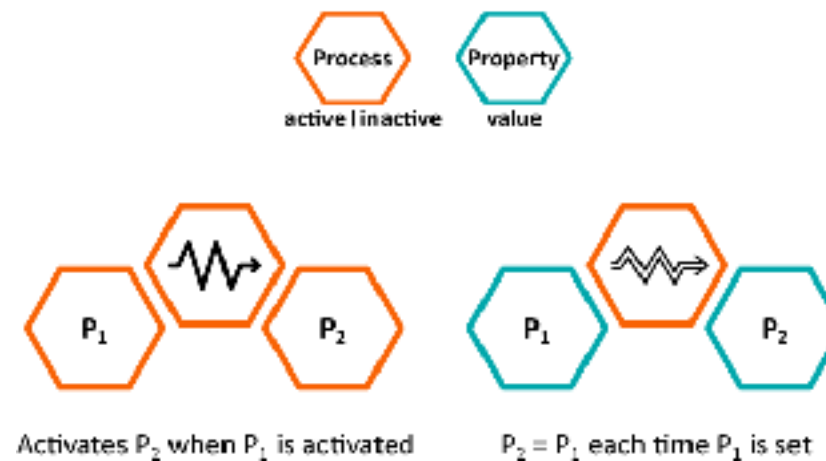 Process
Property
active|inactive
value
P₁
P₂
P₁
P₂
Activates P₂ when P₁ is activated
P₂ = P₁ each time P₁ is set